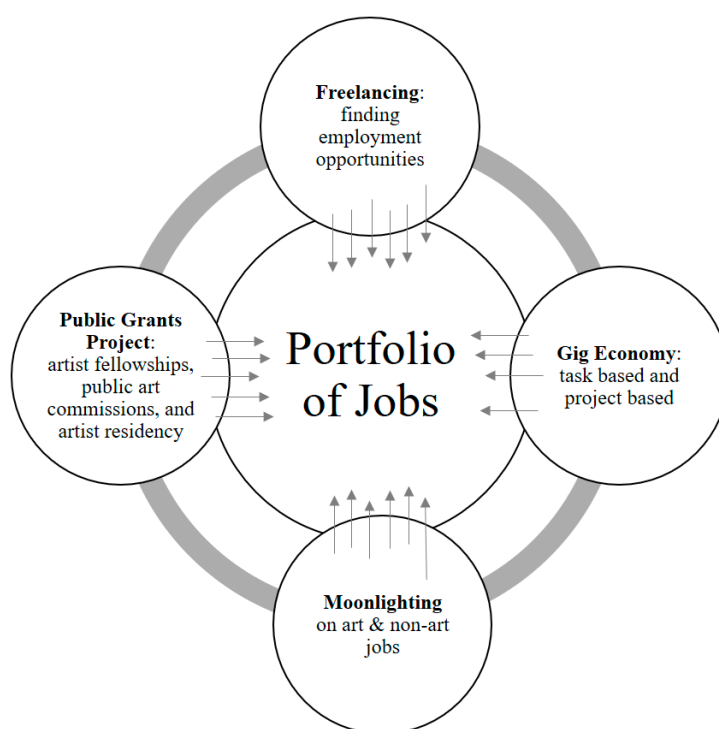 Freelancing:
finding
employment
opportunities
Public Grants
Project:
artist fellowships,
public art
commissions, and
artist residency
Portfolio
of Jobs
Gig Economy:
task based and
project based
Moonlighting
on art & non-art
jobs